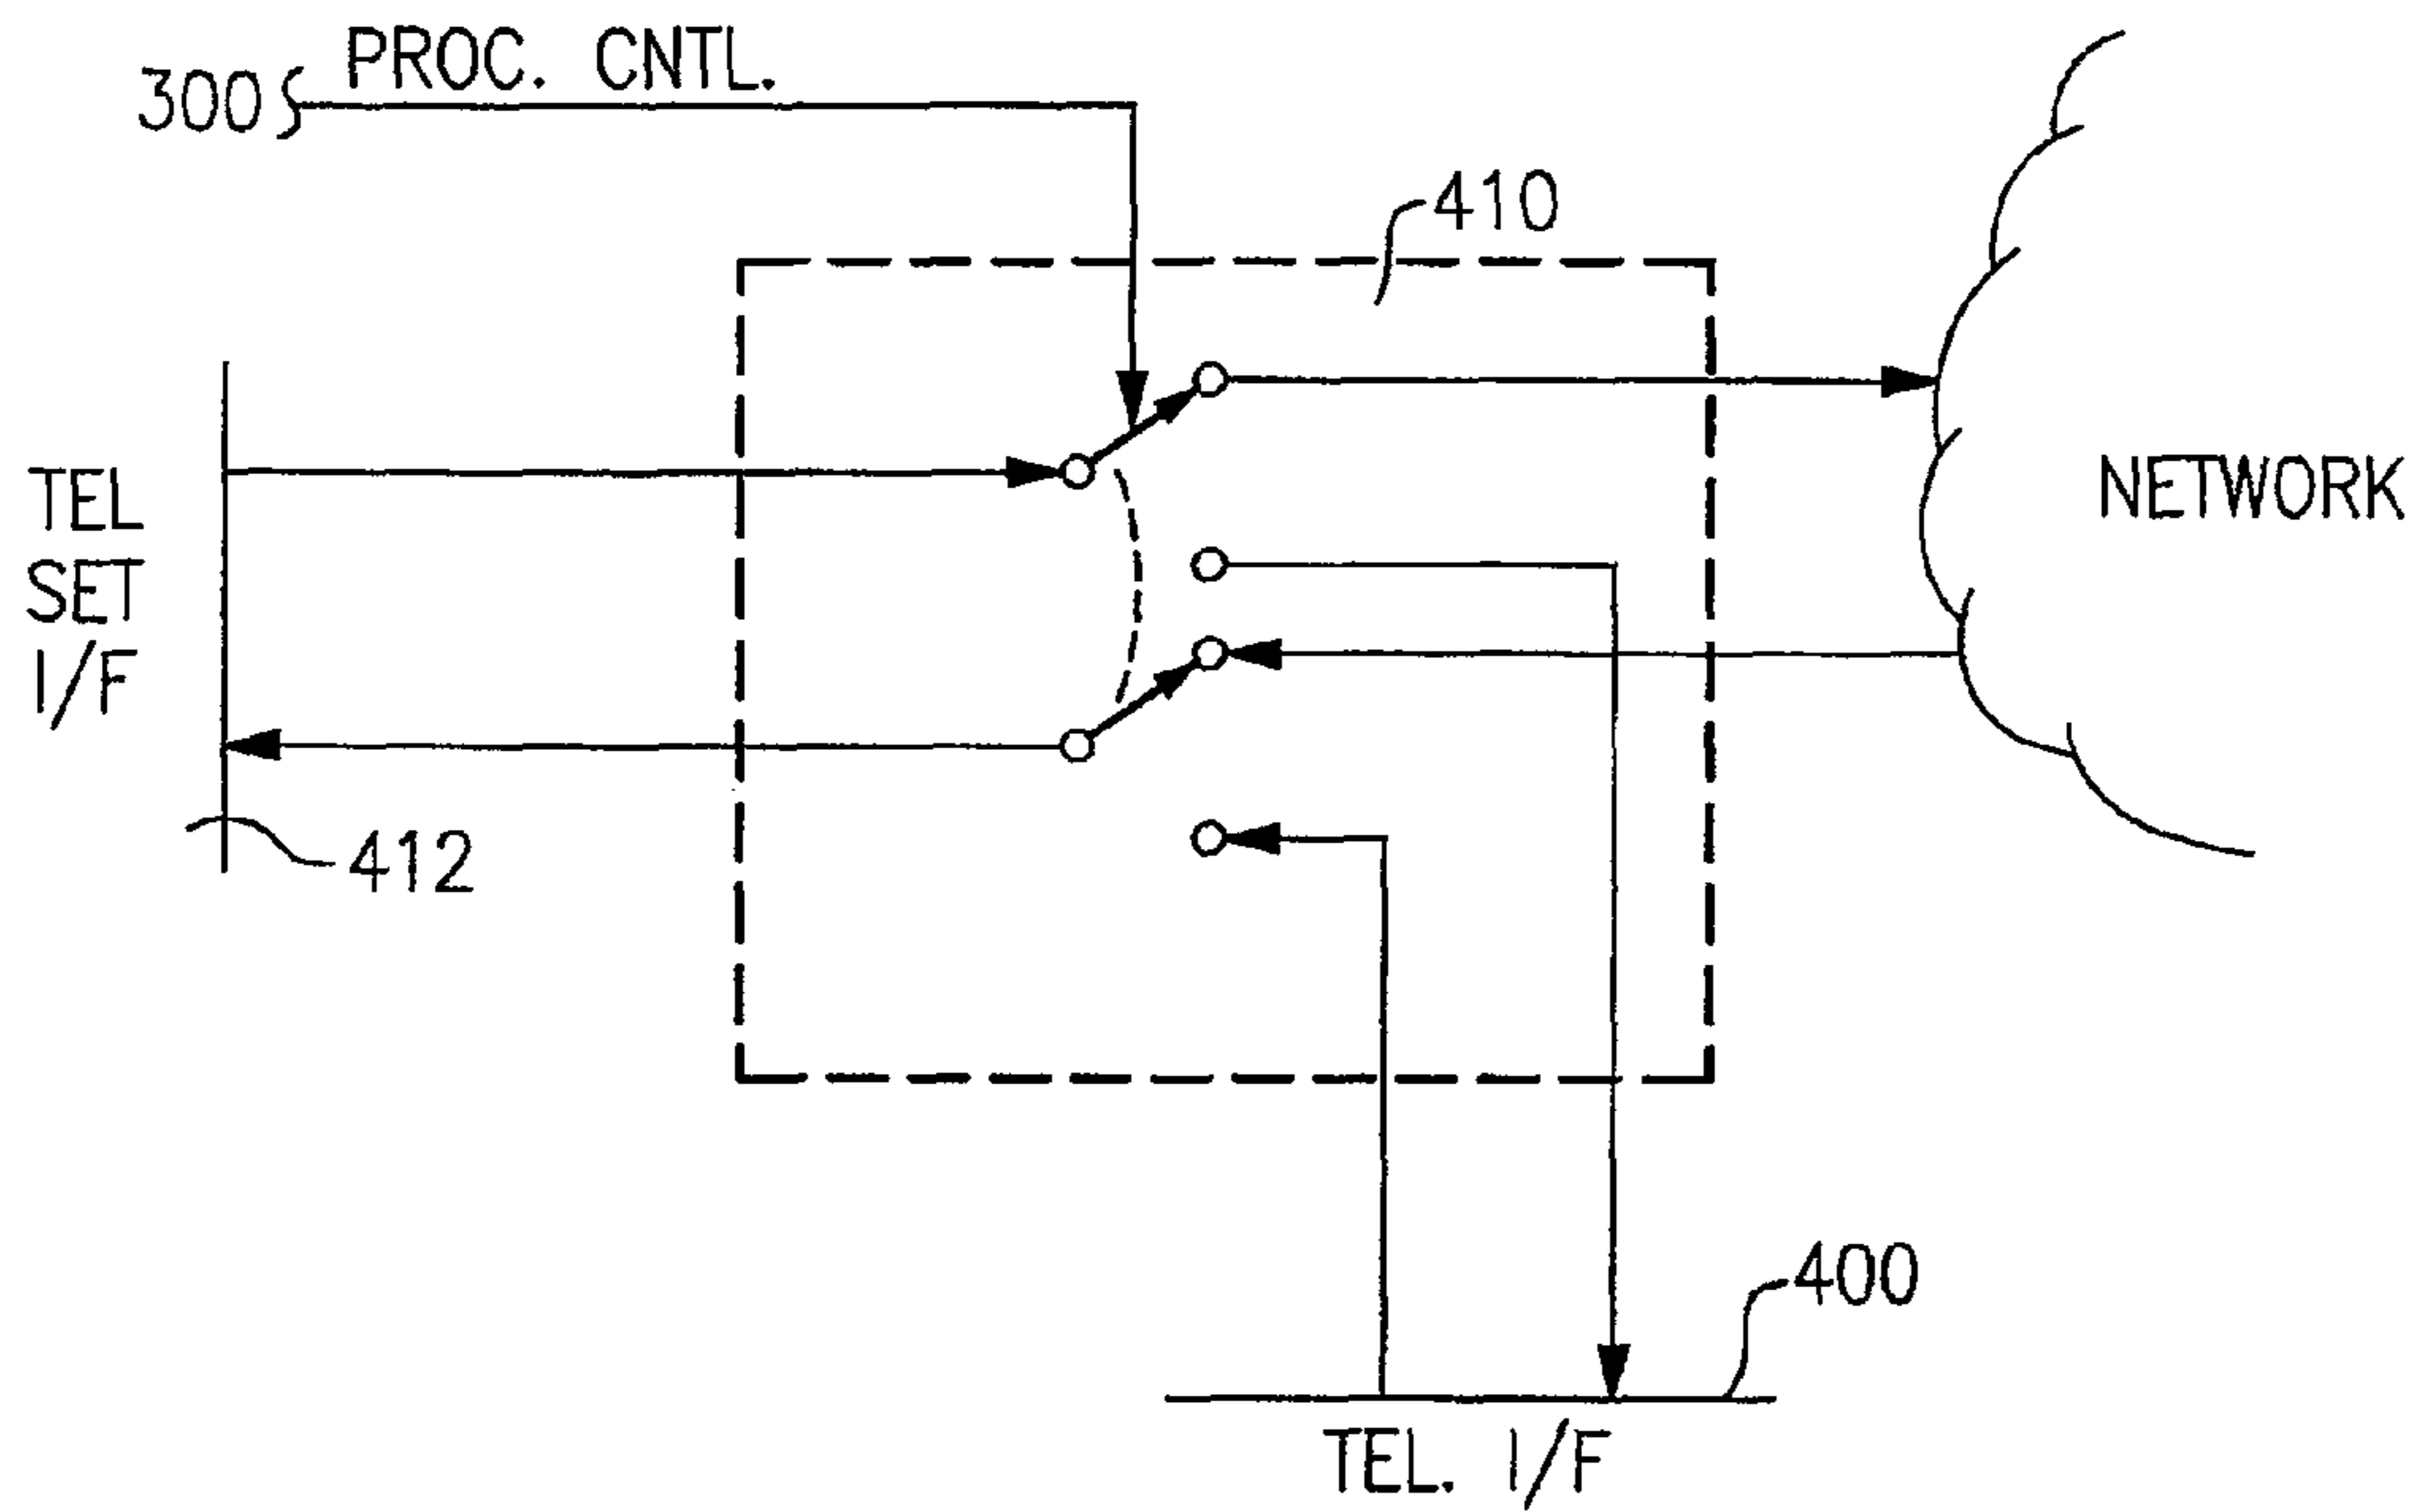 PROC. CNTL.
300
410
TEL
SET
I/F
NETWORK
412
400
TEL. I/F